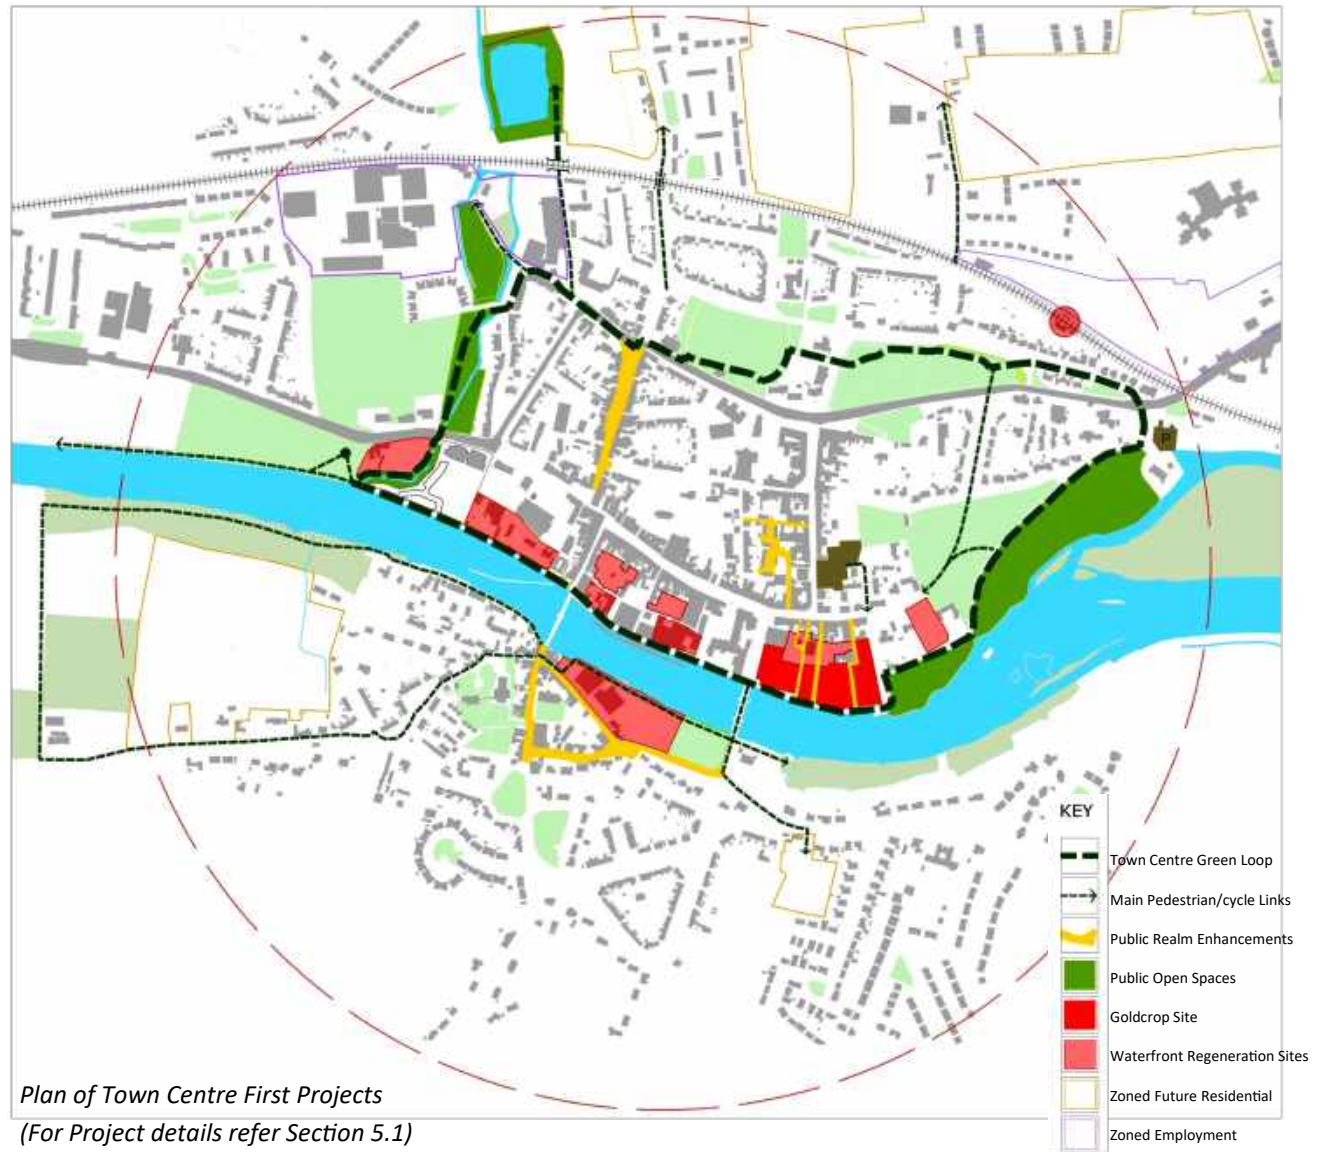 P
KEY
Town Centre Green Loop
Main Pedestrian/cycle Links
Public Realm Enhancements
Public Open Spaces
Goldcrop Site
Waterfront Regeneration Sites
Zoned Future Residential
Zoned Employment
Plan of Town Centre First Projects
(For Project details refer Section 5.1)